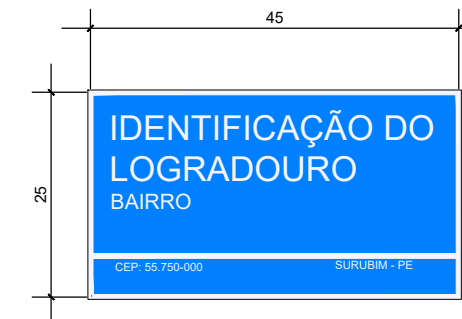 45
25
IDENTIFICAÇÃO DO
LOGRADOURO
BAIRRO
CEP: 55.750-000 SURUBIM - PE